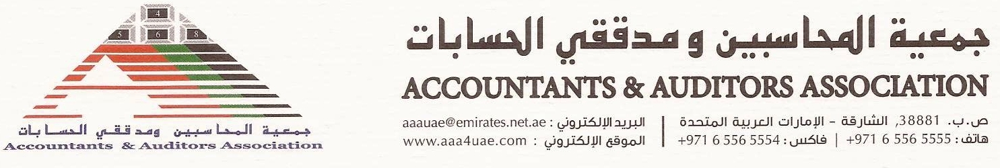 4
5 6 8
جمعية المحاسبين ومدققي الحسابات
Accountants & Auditors Association
جمعية المحاسبين ومدققي الحسابات
ACCOUNTANTS & AUDITORS ASSOCIATION
ص.ب. 38881, الشارقة - الإمارات العربية المتحدة | البريد الإلكتروني : aaauae@emirates.net.ae
هاتف : +971 6 556 5555 | فاكس : +971 6 556 5554 | الموقع الإلكتروني : www.aaa4uae.com